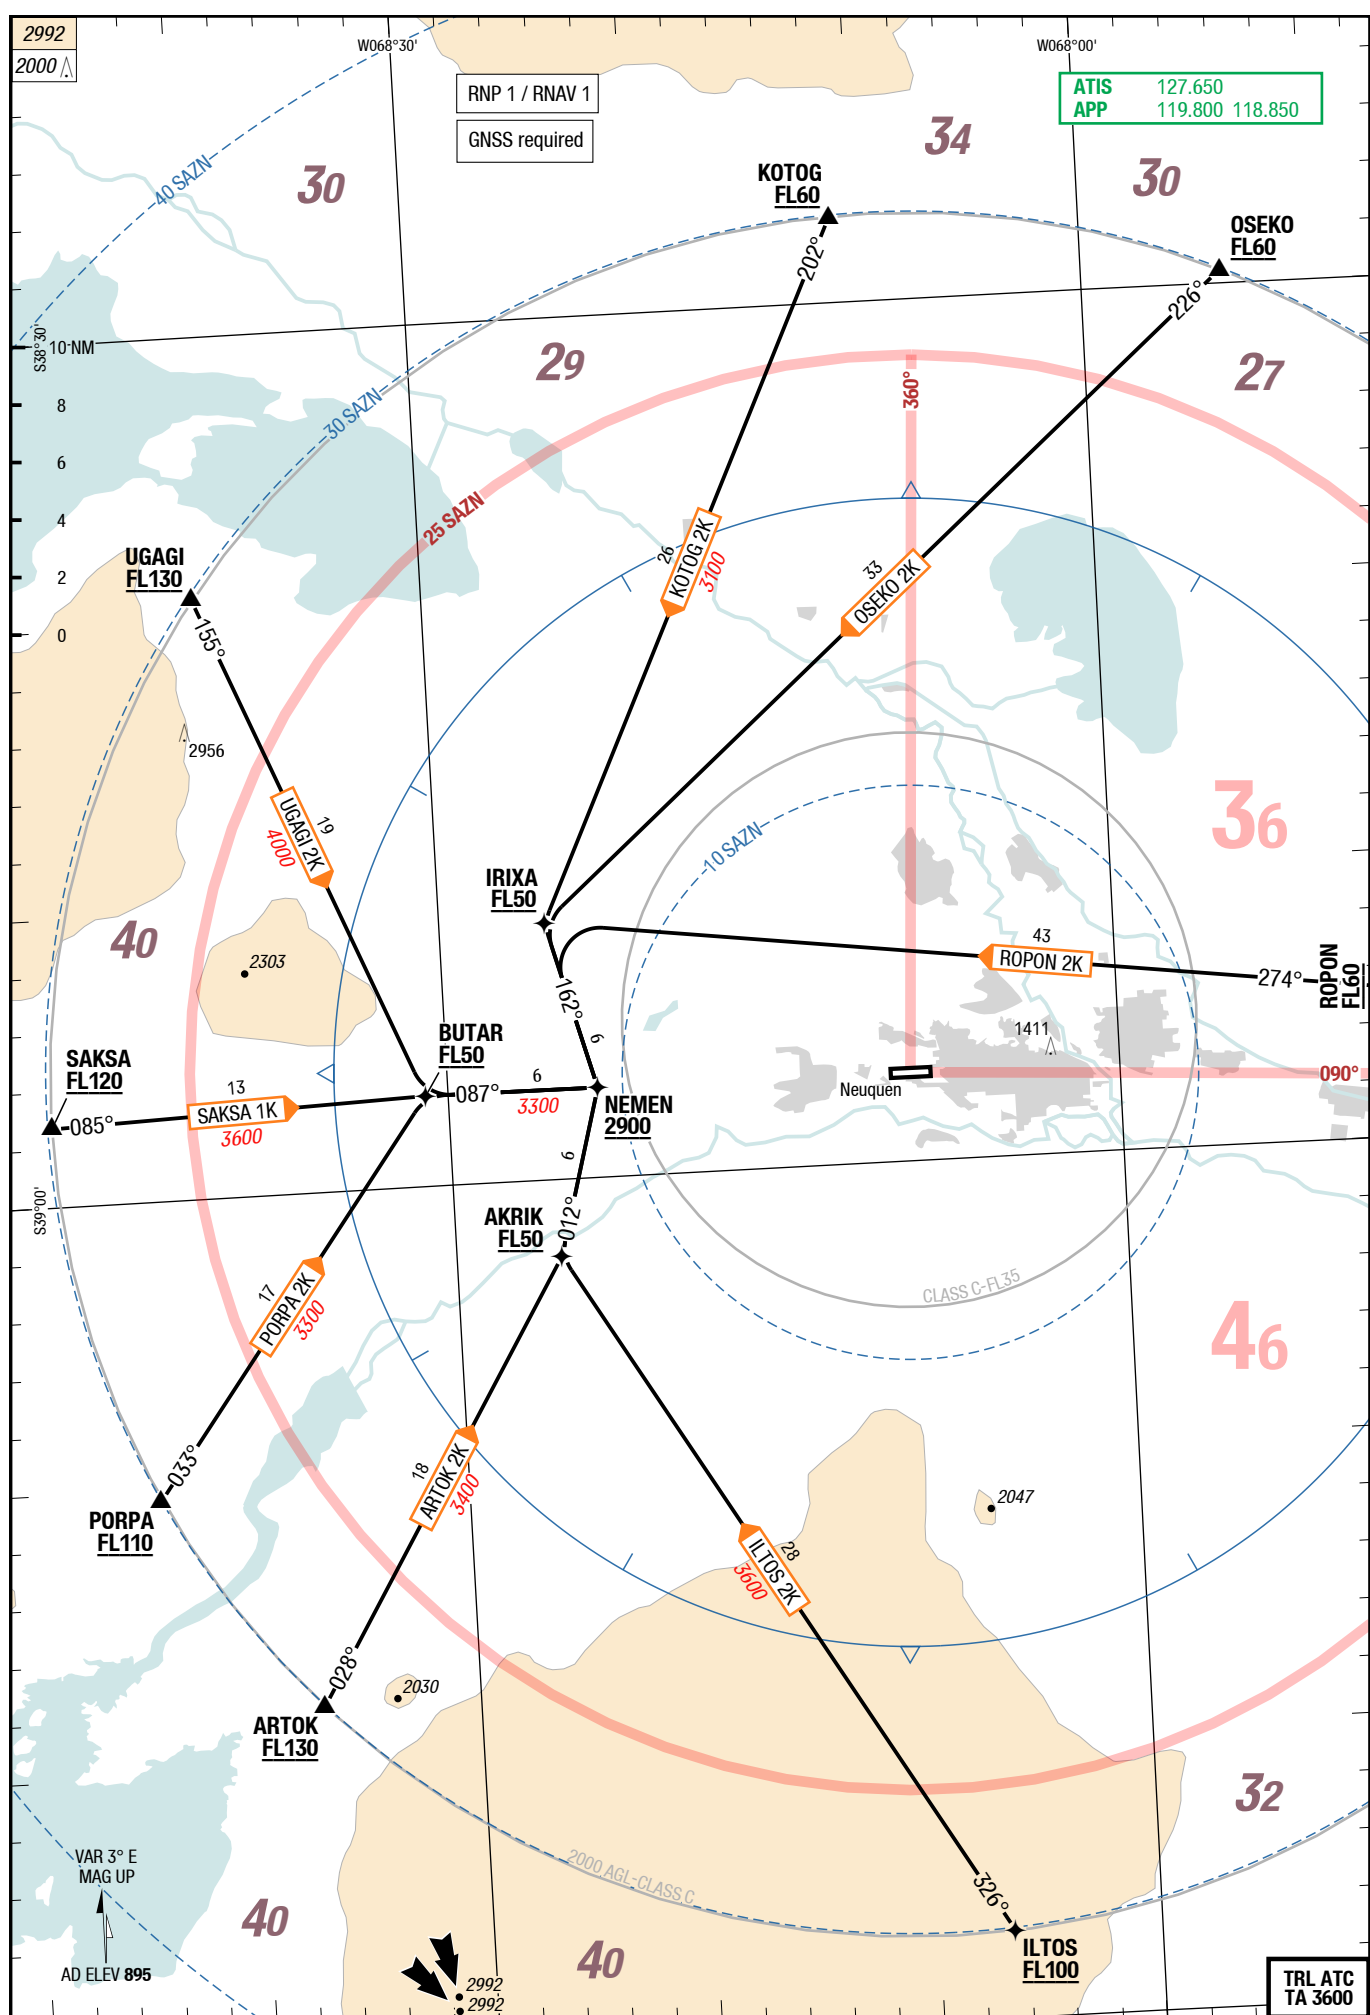 2992
2000
W068°30'
W068°00'
RNP 1 / RNAV 1
GNSS required
ATIS 127.650
APP 119.800 118.850
34
30
30
40 SAZN
KOTOG
FL60
OSEKO
FL60
202°
226°
S38°30'
10 NM
8
6
4
2
0
29
27
360°
30 SAZN
25 SAZN
UGAGI
FL130
155°
26
KOTOG 2K
3100
33
OSEKO 2K
2956
19
UGAGI 2K
4000
36
10 SAZN
IRIXA
FL50
40
2303
43
ROPON 2K
274°
ROPON
FL60
162°
6
1411
BUTAR
FL50
SAKSA
FL120
085°
13
SAKSA 1K
3600
087°
6
3300
NEMEN
2900
Neuquén
090°
6
S39°00'
AKRIK
FL50
012°
CLASS C-FL35
17
PORPA 2K
3300
46
033°
PORPA
FL110
18
ARTOK 2K
3400
2047
28
ILTOS 2K
3600
028°
2030
ARTOK
FL130
32
VAR 3° E
MAG UP
2000 AGL-CLASS C
326°
40
40
ILTOS
FL100
AD ELEV 895
2992
2992
TRL ATC
TA 3600